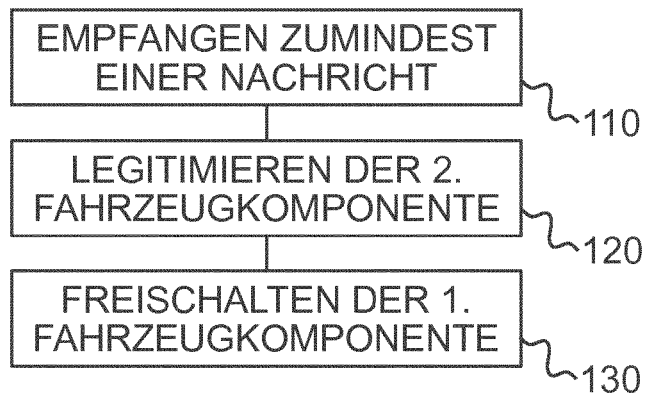 EMPFANGEN ZUMINDEST
EINER NACHRICHT
110
LEGITIMIEREN DER 2.
FAHRZEUGKOMPONENTE
120
FREISCHALTEN DER 1.
FAHRZEUGKOMPONENTE
130